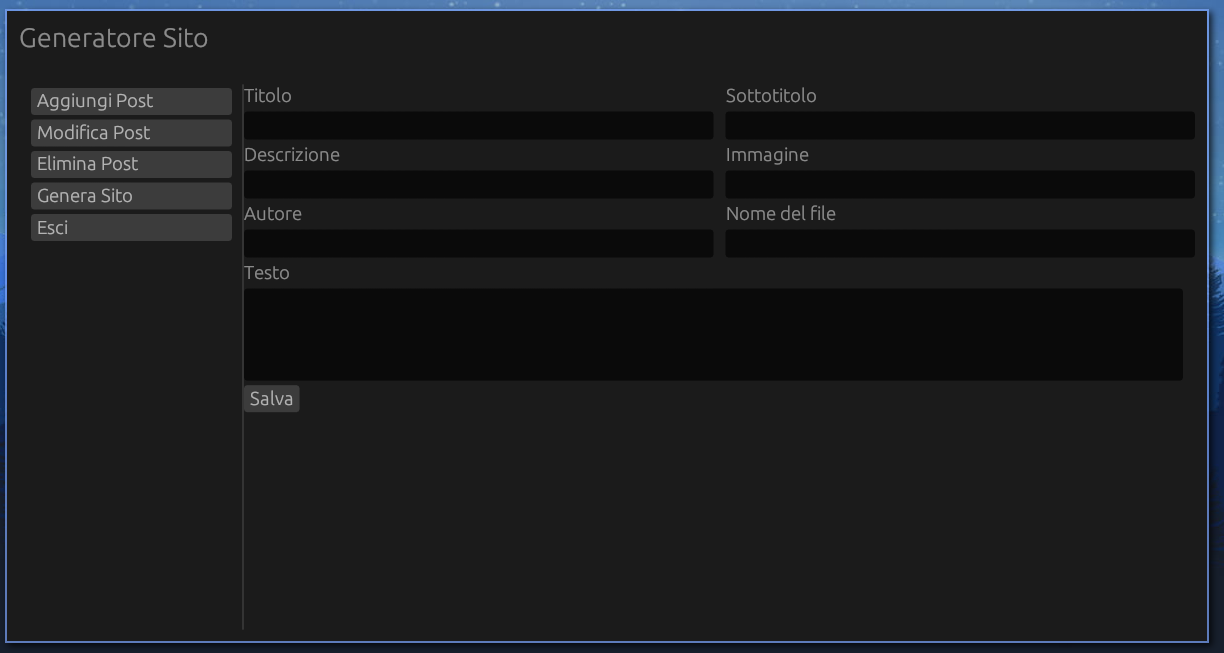 Generatore Sito
Aggiungi Post
Modifica Post
Elimina Post
Genera Sito
Esci
Titolo
Sottotitolo
Descrizione
Immagine
Autore
Nome del file
Testo
Salva